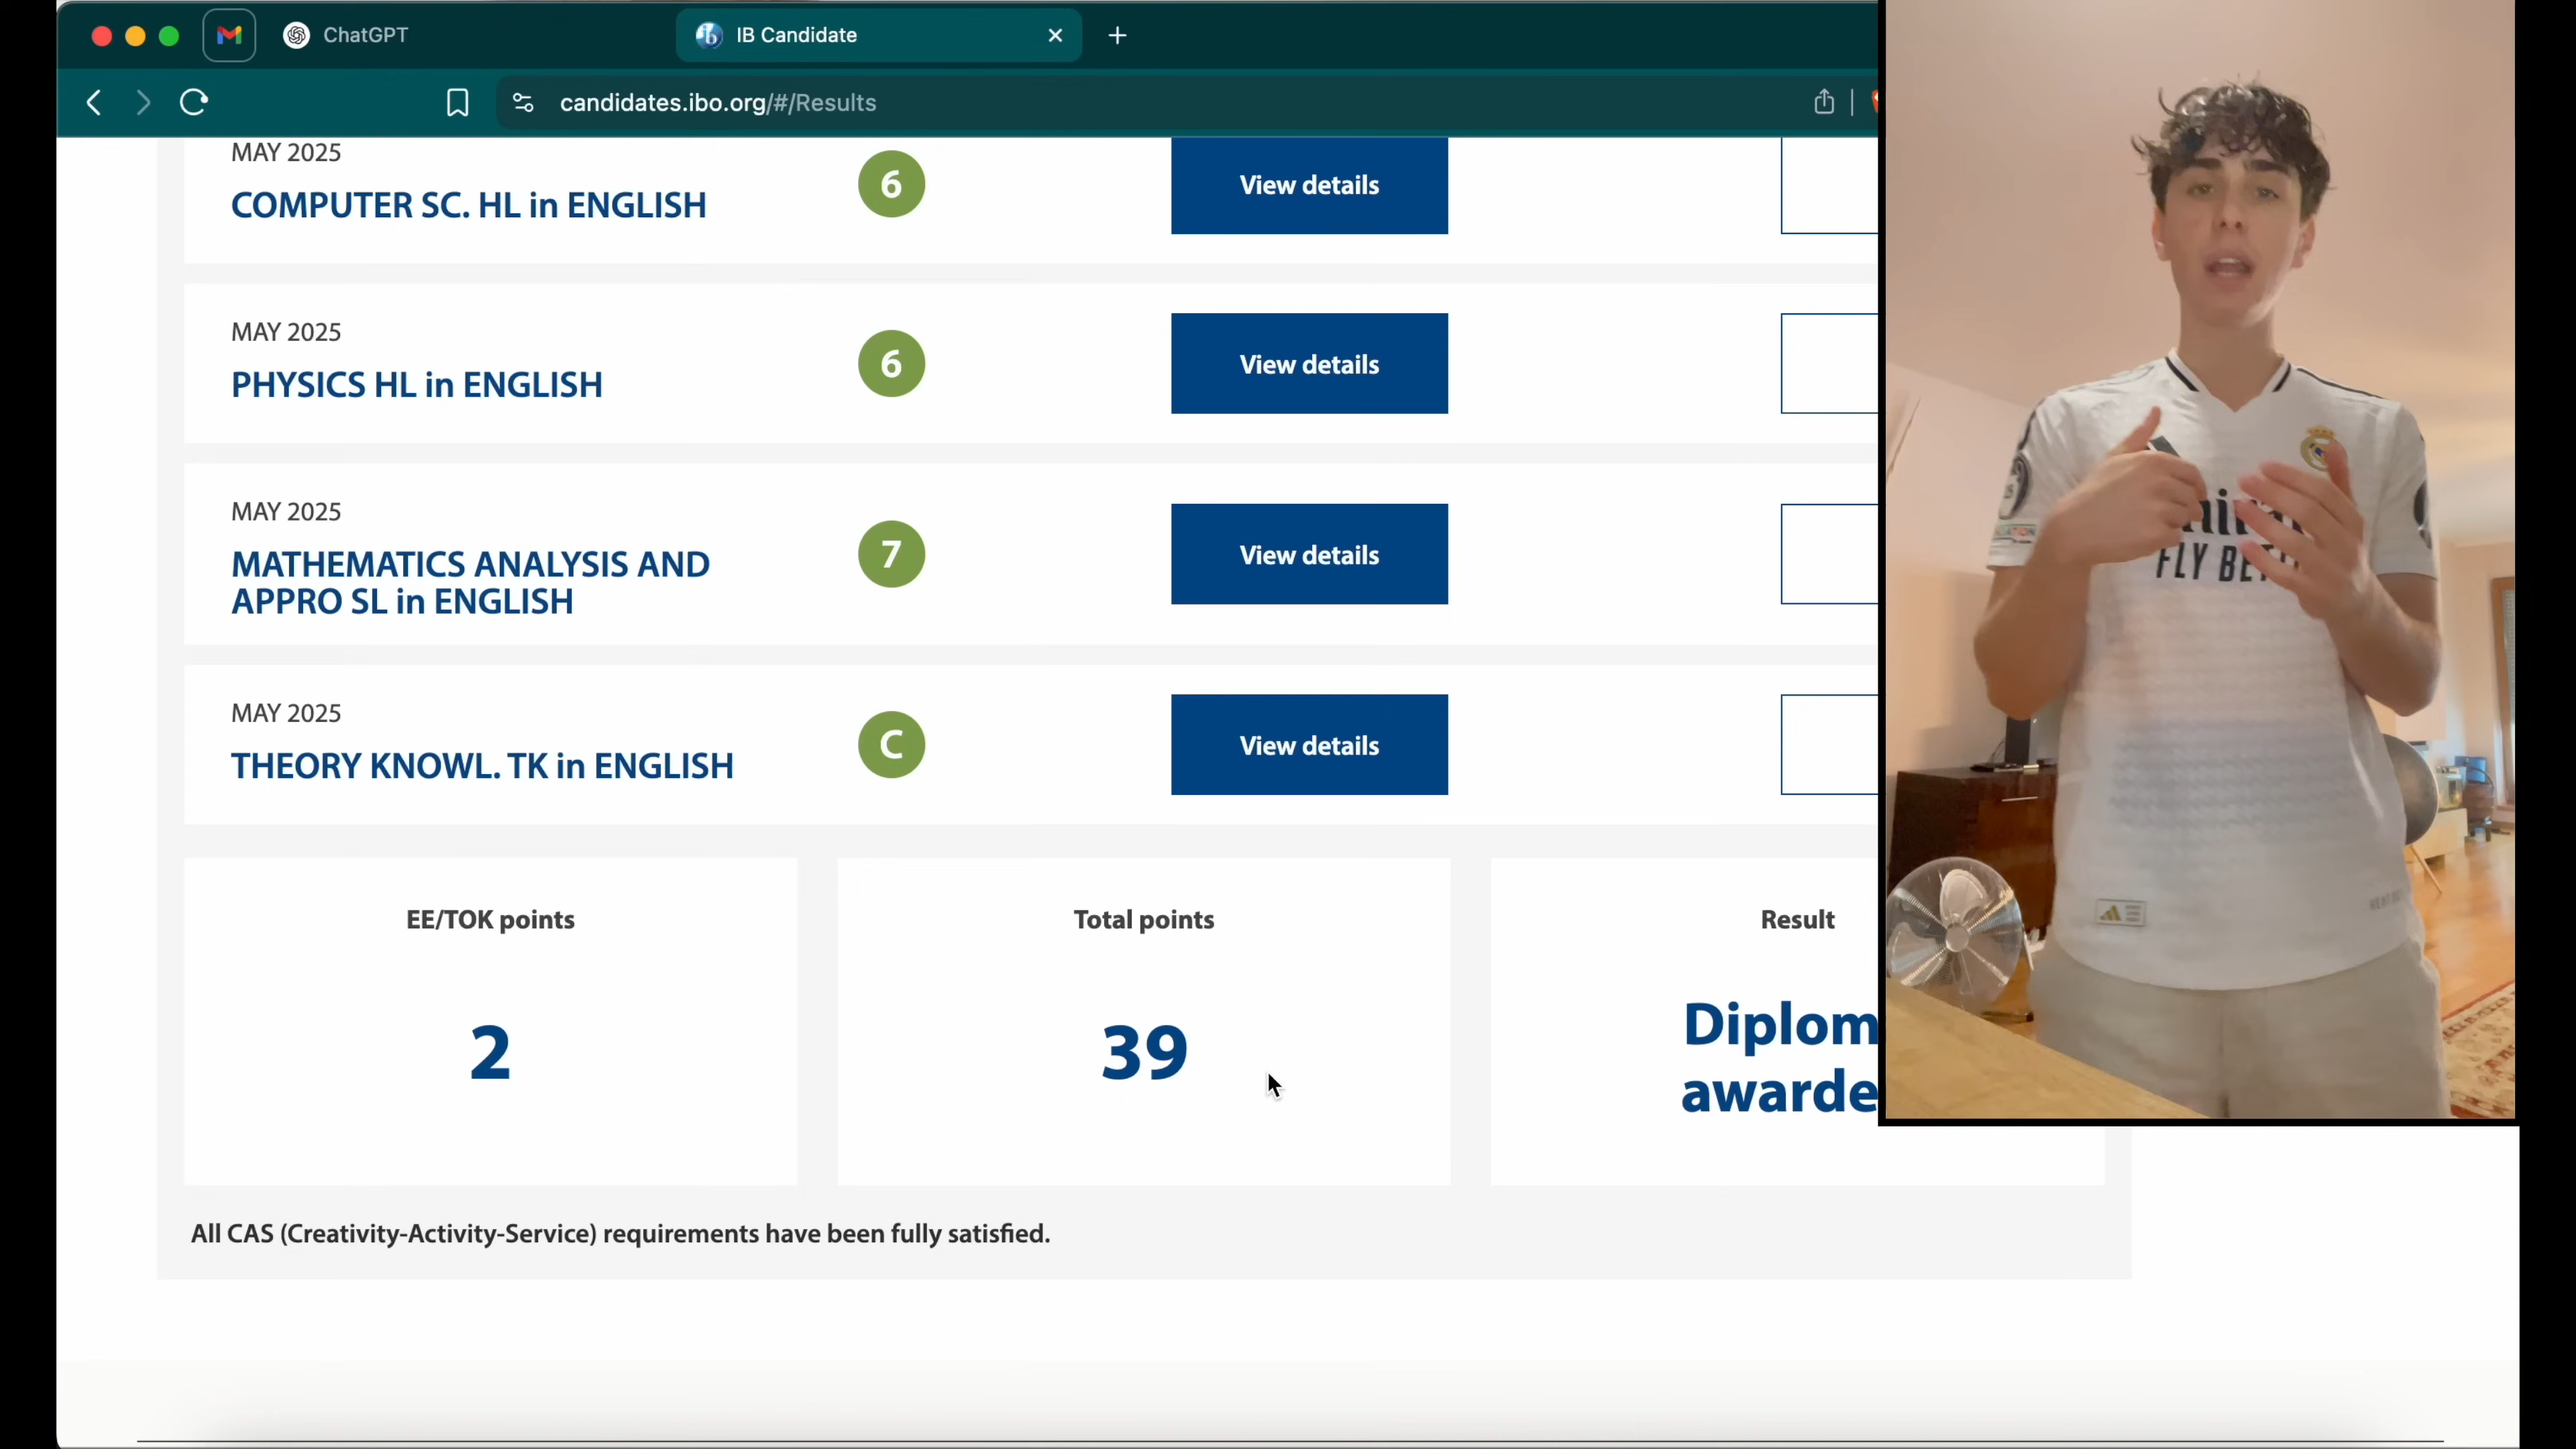 ChatGPT
IB Candidate
candidates.ibo.org/#/Results
MAY 2025
COMPUTER SC. HL in ENGLISH
6
View details
MAY 2025
PHYSICS HL in ENGLISH
6
View details
MAY 2025
MATHEMATICS ANALYSIS AND
APPRO SL in ENGLISH
7
View details
MAY 2025
THEORY KNOWL. TK in ENGLISH
C
View details
EE/TOK points
2
Total points
39
Result
Diplom
awarde
All CAS (Creativity-Activity-Service) requirements have been fully satisfied.
FLY BE